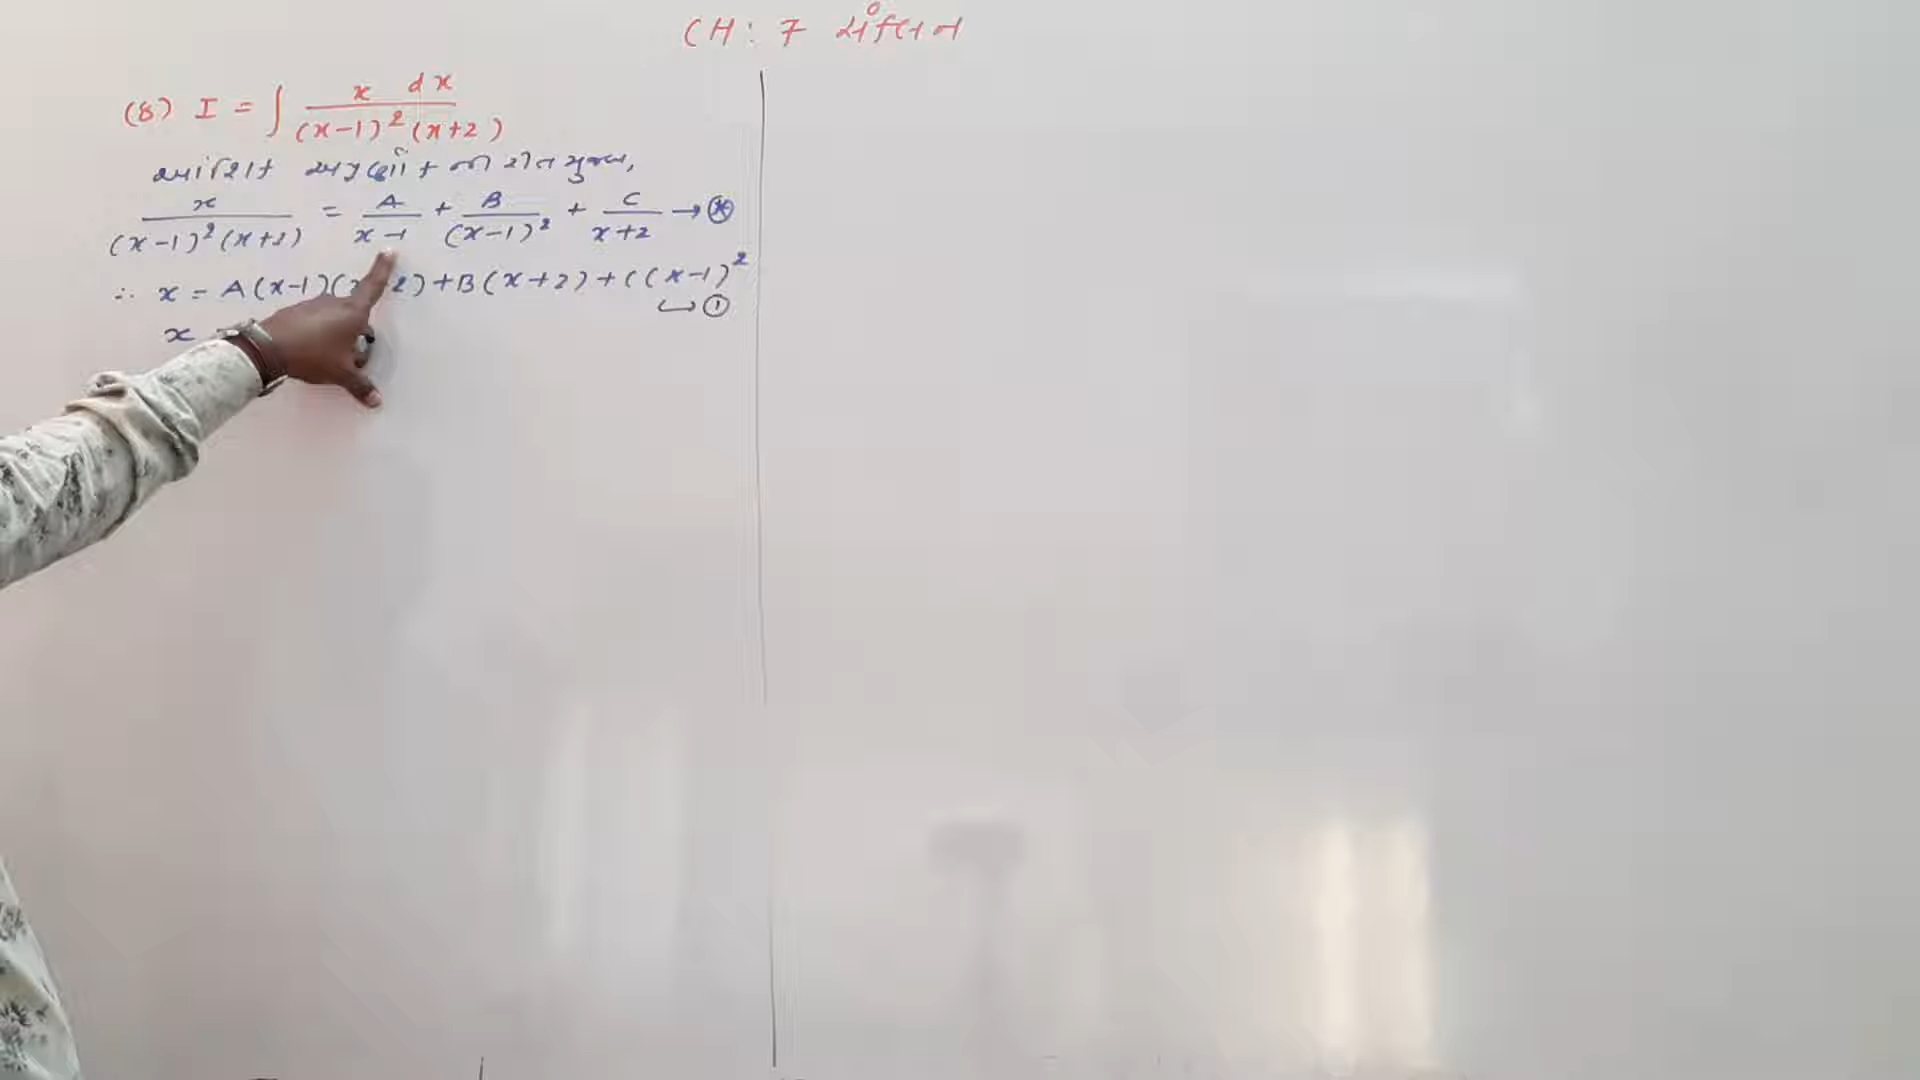 CH: 7 સંકલન
(8) I = ∫ x dx / (x-1)² (x+2)
આંશિક અપૂર્ણાંક ની રીત મુજબ,
x / (x-1)² (x+2) = A / x-1 + B / (x-1)² + C / x+2 → ⊛
∴ x = A(x-1)(x+2) + B(x+2) + C(x-1)²
↪ ①
x